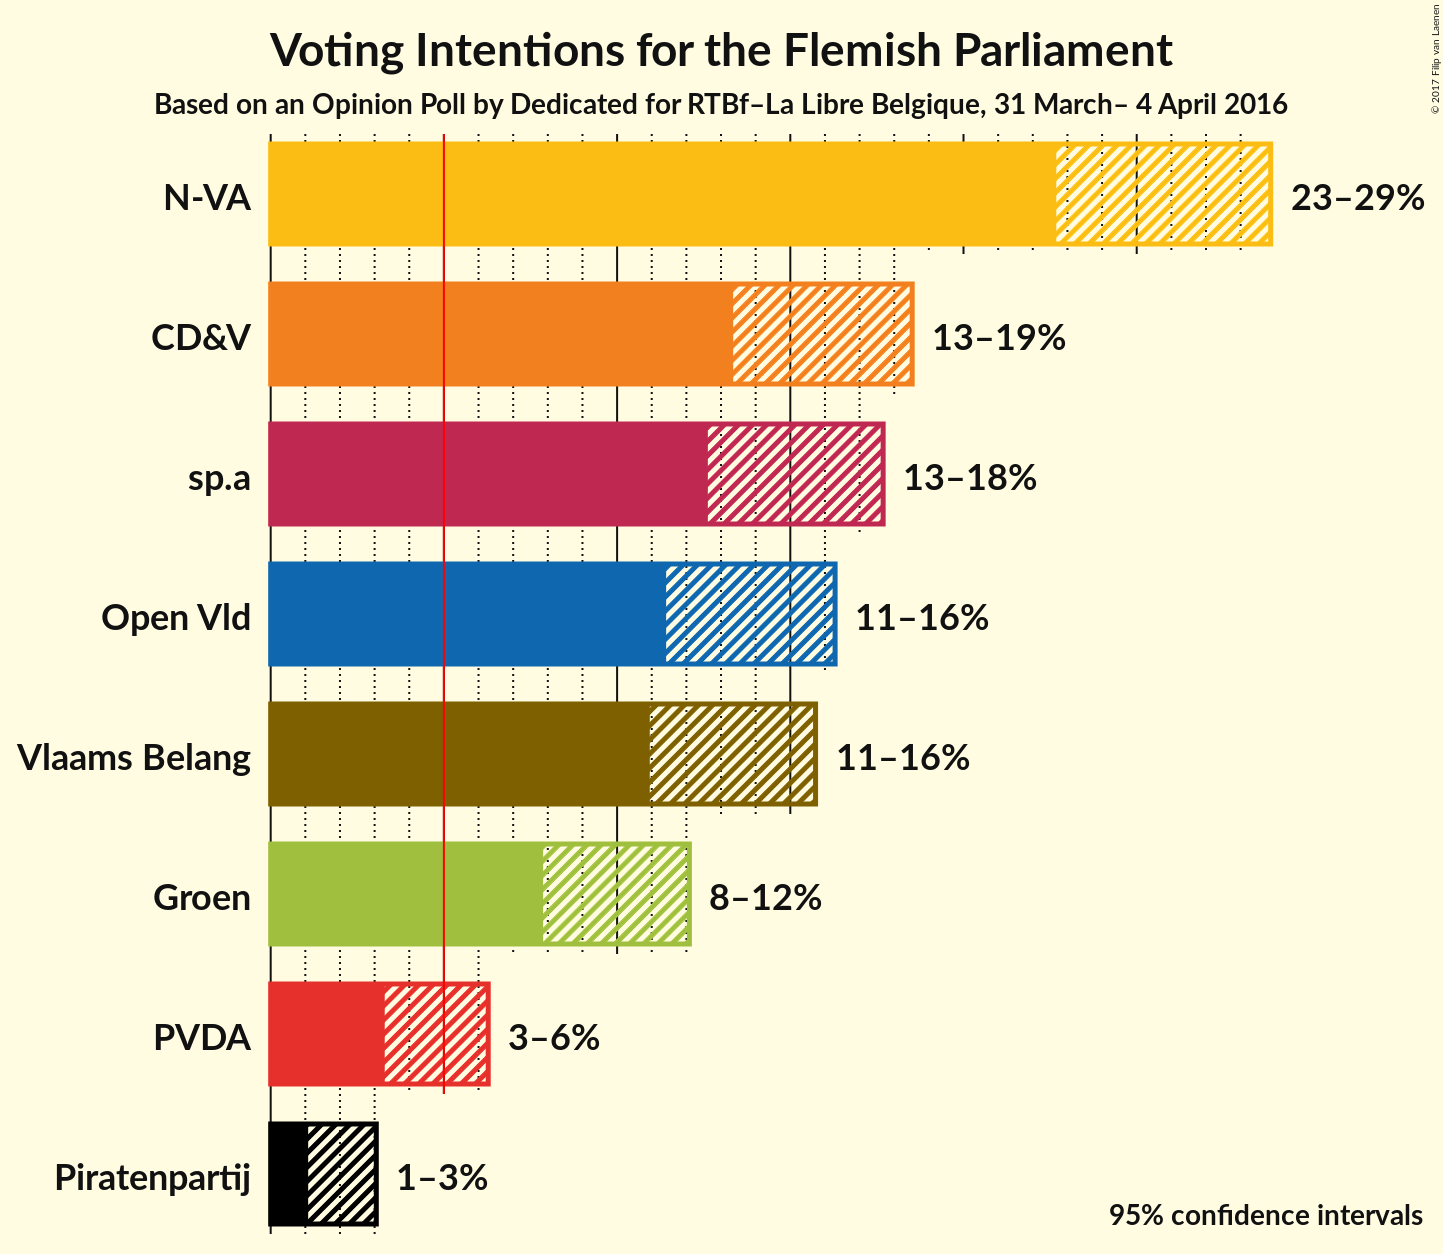 Voting Intentions for the Flemish Parliament
Based on an Opinion Poll by Dedicated for RTBf–La Libre Belgique, 31 March– 4 April 2016
© 2017 Filip van Laenen
N-VA
23–29%
CD&V
13–19%
sp.a
13–18%
Open Vld
11–16%
Vlaams Belang
11–16%
Groen
8–12%
PVDA
3–6%
Piratenpartij
1–3%
95% confidence intervals